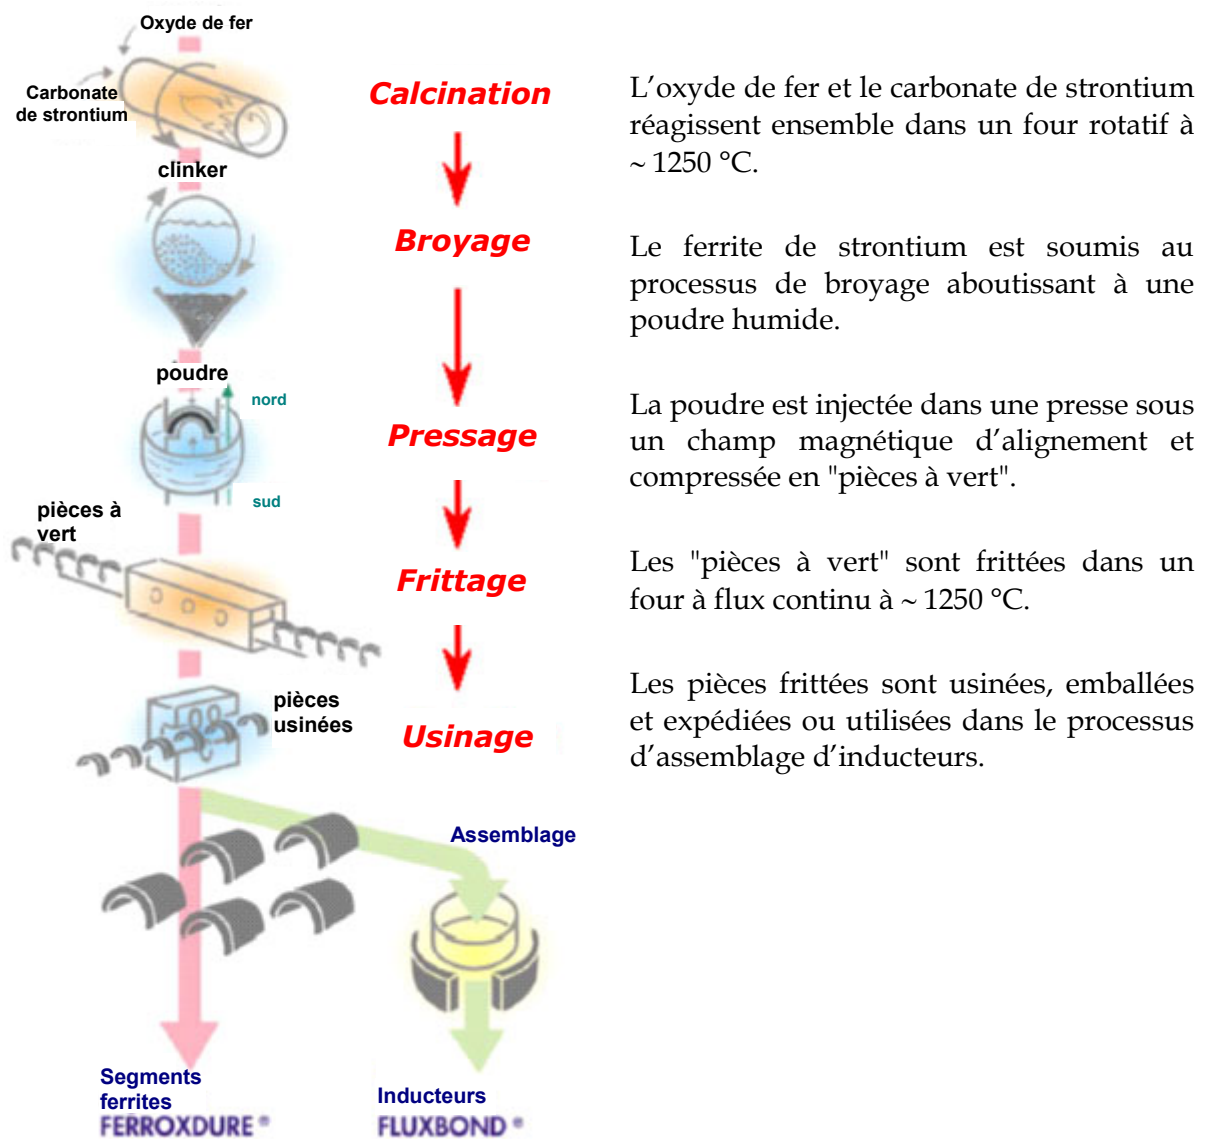 Oxyde de fer
Carbonate
de strontium
Calcination
L'oxyde de fer et le carbonate de strontium
réagissent ensemble dans un four rotatif à
~ 1250 °C.
clinker
Broyage
Le ferrite de strontium est soumis au
processus de broyage aboutissant à une
poudre humide.
poudre
nord
sud
Pressage
La poudre est injectée dans une presse sous
un champ magnétique d'alignement et
compressée en "pièces à vert".
pièces à
vert
Frittage
Les "pièces à vert" sont frittées dans un
four à flux continu à ~ 1250 °C.
pièces
usinées
Usinage
Les pièces frittées sont usinées, emballées
et expédiées ou utilisées dans le processus
d'assemblage d'inducteurs.
Assemblage
Segments
ferrites
FERROXDURE ®
Inducteurs
FLUXBOND ®